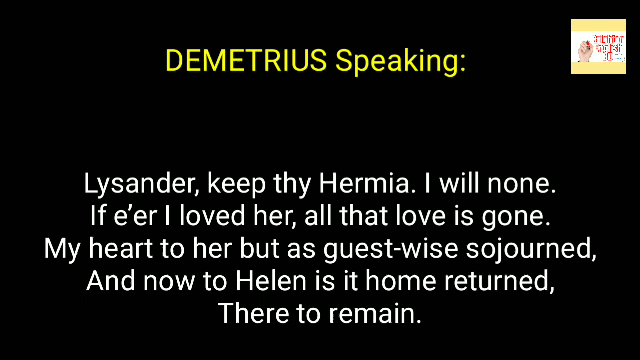 DEMETRIUS Speaking:
Lysander, keep thy Hermia. I will none.
If e’er I loved her, all that love is gone.
My heart to her but as guest-wise sojourned,
And now to Helen is it home returned,
There to remain.